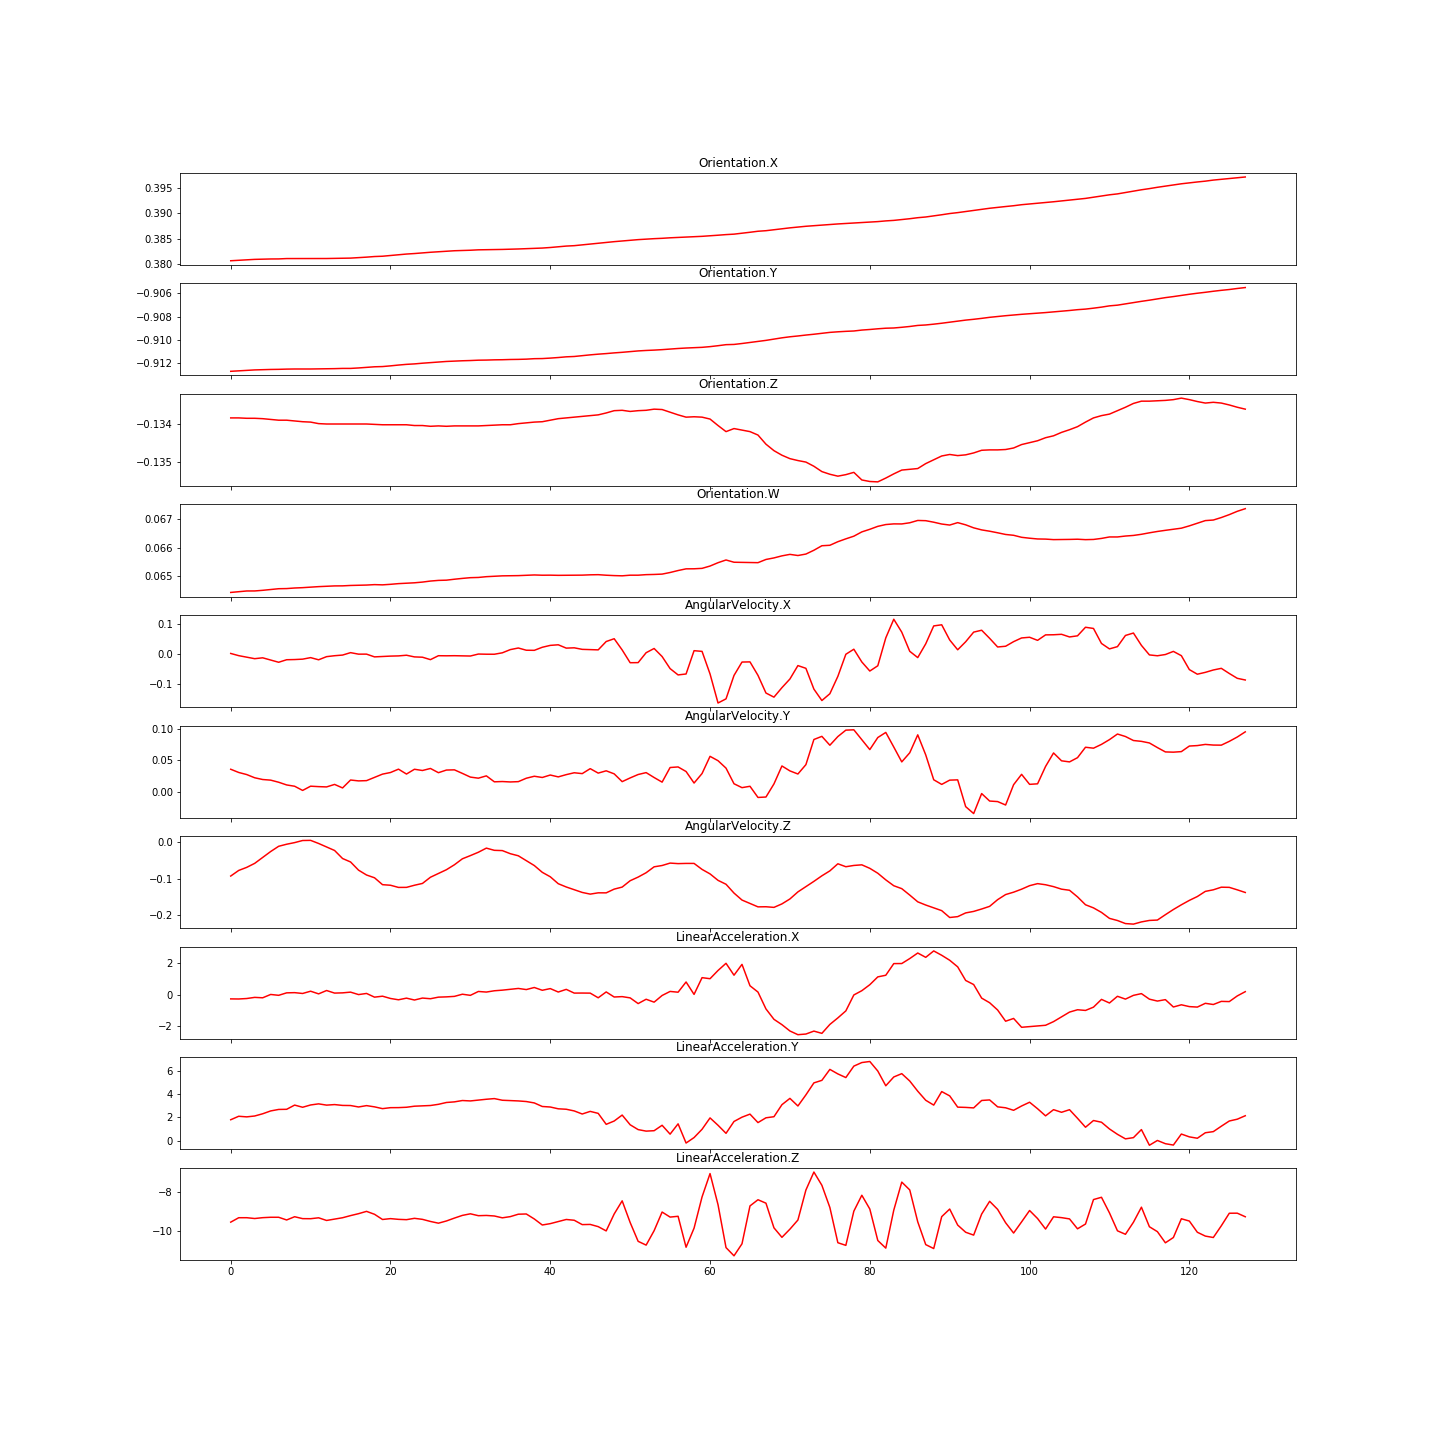 Orientation.X
0.395
0.390
0.385
0.380
Orientation.Y
−0.906
−0.908
−0.910
−0.912
Orientation.Z
−0.134
−0.135
Orientation.W
0.067
0.066
0.065
AngularVelocity.X
0.1
0.0
−0.1
AngularVelocity.Y
0.10
0.05
0.00
AngularVelocity.Z
0.0
−0.1
−0.2
LinearAcceleration.X
2
0
−2
LinearAcceleration.Y
6
4
2
0
LinearAcceleration.Z
−8
−10
0 20 40 60 80 100 120